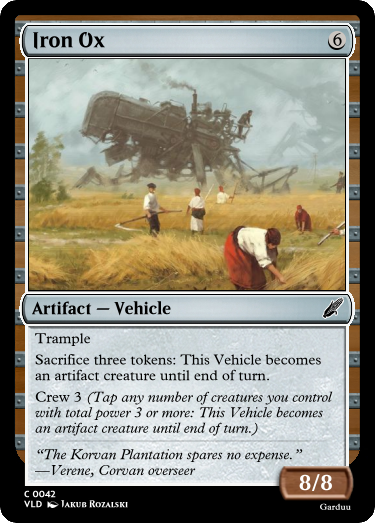 Iron Ox
6
Artifact — Vehicle
Trample
Sacrifice three tokens: This Vehicle becomes
an artifact creature until end of turn.
Crew 3 (Tap any number of creatures you control
with total power 3 or more: This Vehicle becomes
an artifact creature until end of turn.)
“The Korvan Plantation spares no expense.”
—Verene, Corvan overseer
8/8
C 0042
VLD Jakub Rozalski
Garduu